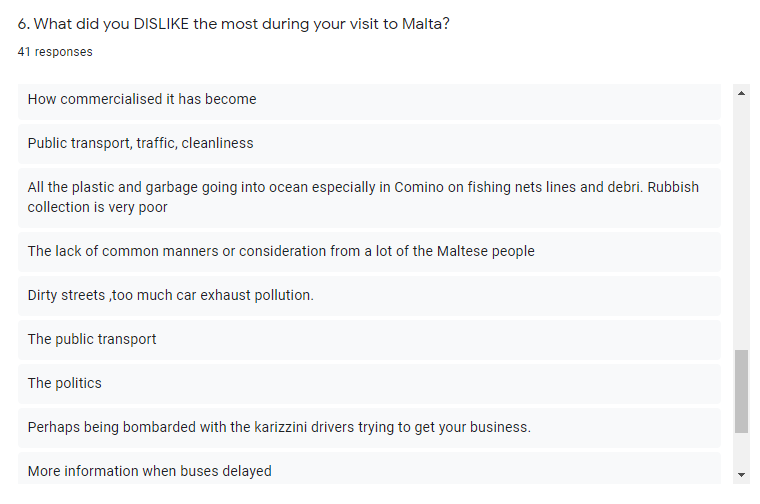 6. What did you DISLIKE the most during your visit to Malta?
41 responses
How commercialised it has become
Public transport, traffic, cleanliness
All the plastic and garbage going into ocean especially in Comino on fishing nets lines and debri. Rubbish
collection is very poor
The lack of common manners or consideration from a lot of the Maltese people
Dirty streets ,too much car exhaust pollution.
The public transport
The politics
Perhaps being bombarded with the karizzini drivers trying to get your business.
More information when buses delayed